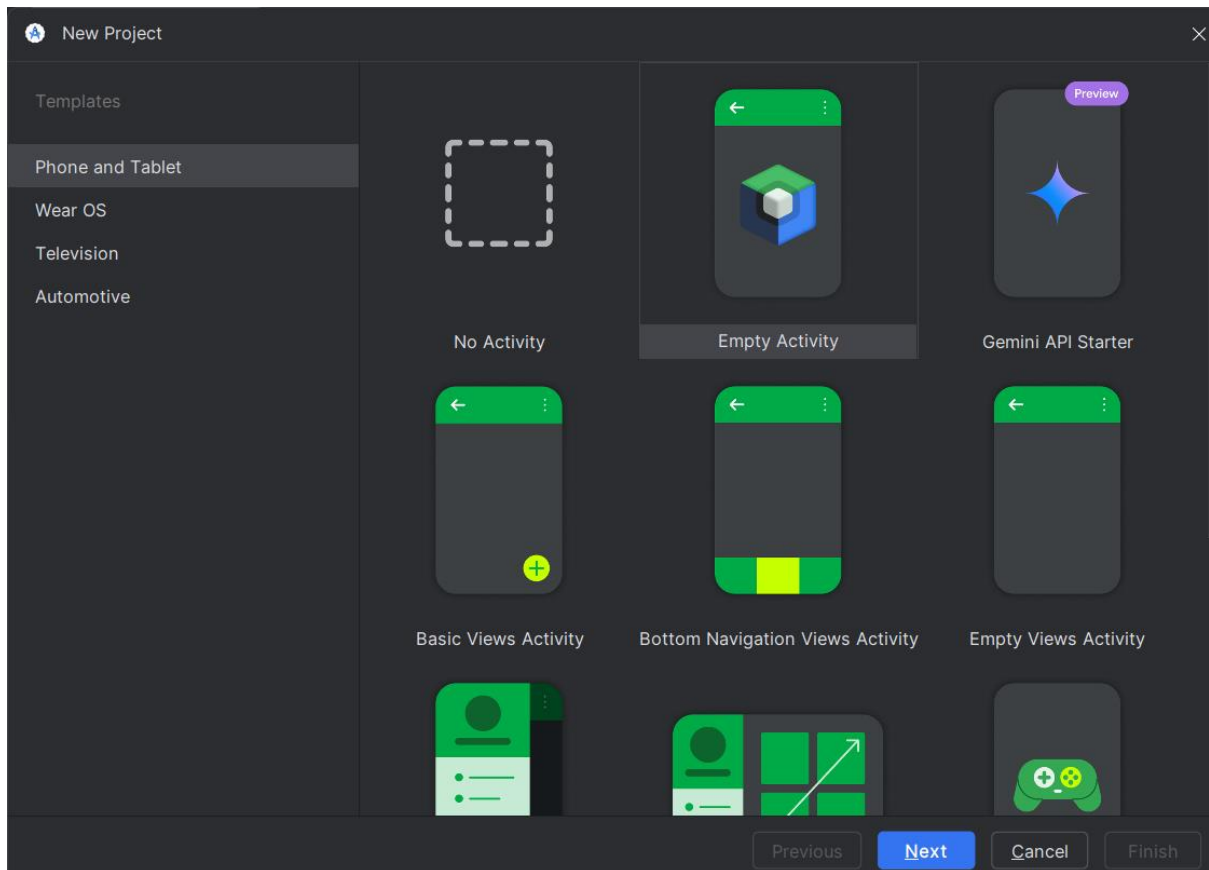 New Project
Templates
Phone and Tablet
Wear OS
Television
Automotive
Preview
No Activity
Empty Activity
Gemini API Starter
Basic Views Activity
Bottom Navigation Views Activity
Empty Views Activity
Previous
Next
Cancel
Finish